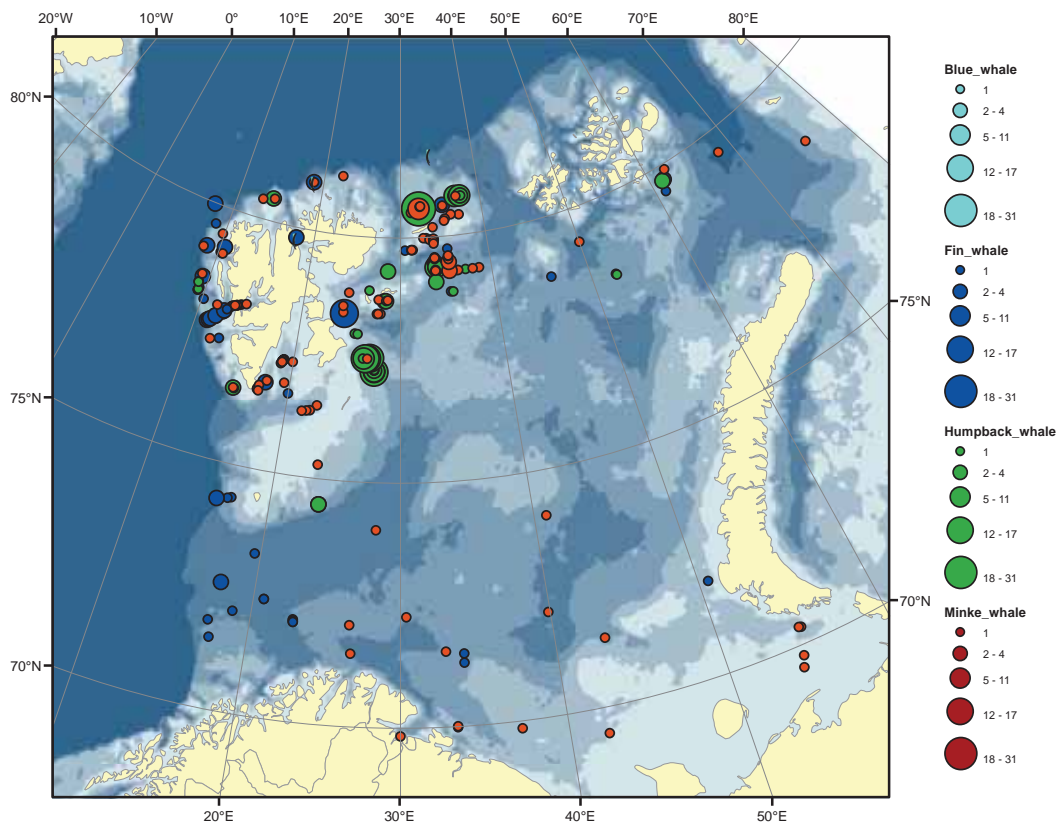 20°W 10°W 0° 10°E 20°E 30°E 40°E 50°E 60°E 70°E 80°E
80°N
75°N
70°N
75°N
70°N
20°E 30°E 40°E 50°E
Blue_whale
1
2 - 4
5 - 11
12 - 17
18 - 31
Fin_whale
1
2 - 4
5 - 11
12 - 17
18 - 31
Humpback_whale
1
2 - 4
5 - 11
12 - 17
18 - 31
Minke_whale
1
2 - 4
5 - 11
12 - 17
18 - 31